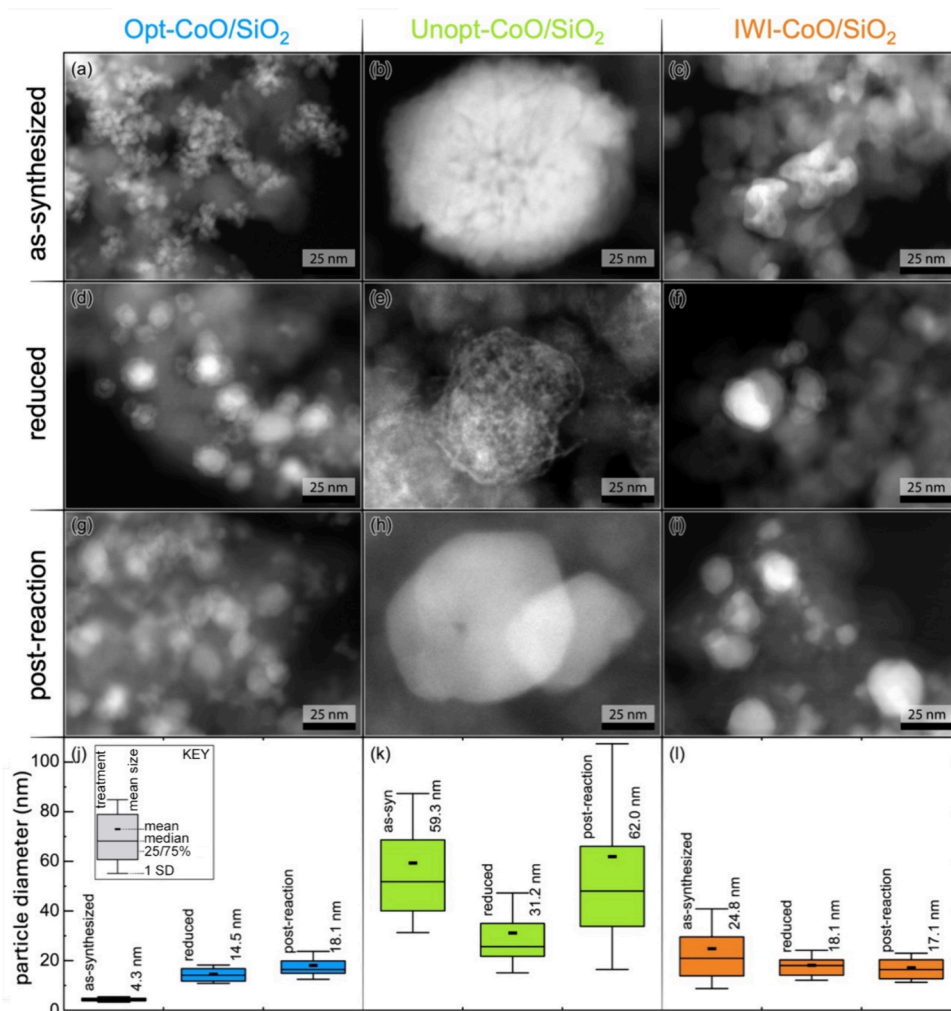 Opt-CoO/SiO₂
Unopt-CoO/SiO₂
IWI-CoO/SiO₂
as-synthesized
(a)
25 nm
(b)
25 nm
(c)
25 nm
reduced
(d)
25 nm
(e)
25 nm
(f)
25 nm
post-reaction
(g)
25 nm
(h)
25 nm
(i)
25 nm
particle diameter (nm)
100
80
60
40
20
0
(j)
KEY
treatment
mean size
mean
median
25/75%
1 SD
as-synthesized
4.3 nm
reduced
14.5 nm
post-reaction
18.1 nm
(k)
as-syn
59.3 nm
reduced
31.2 nm
post-reaction
62.0 nm
(l)
as-synthesized
24.8 nm
reduced
18.1 nm
post-reaction
17.1 nm